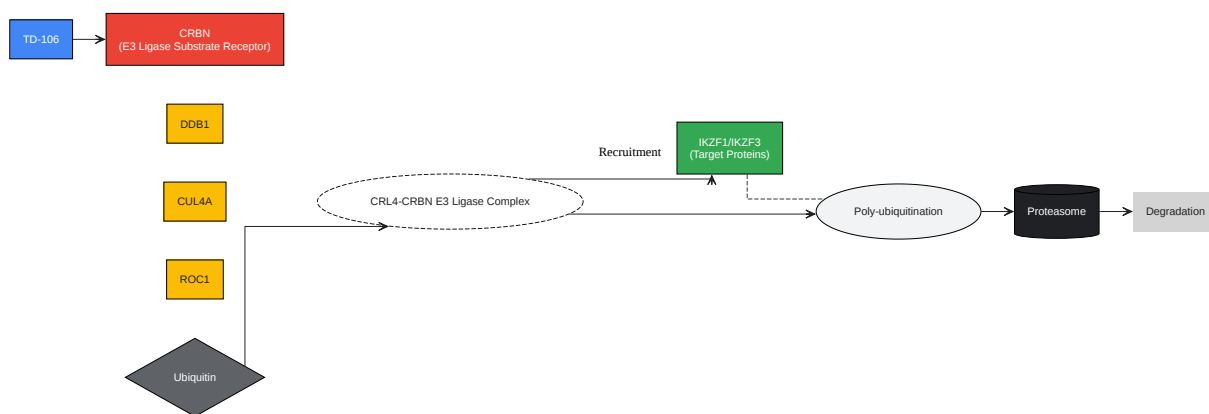 TD-106
CRBN
(E3 Ligase Substrate Receptor)
DDB1
CUL4A
ROC1
Ubiquitin
CRL4-CRBN E3 Ligase Complex
Recruitment
IKZF1/IKZF3
(Target Proteins)
Poly-ubiquitination
Proteasome
Degradation